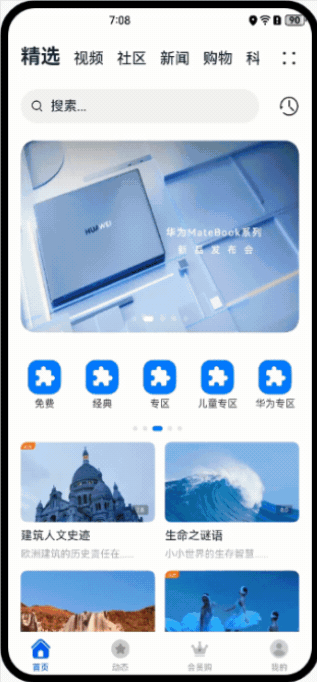 7:08
90
精选 视频 社区 新闻 购物 科
搜素...
HUAWEI
华为MateBook系列
新品发布会
免费 经典 专区 儿童专区 华为专区
建筑人文史迹 生命之谜语
欧洲建筑的历史责任在...... 小小世界的生存智慧......
首页 动态 会员购 我的